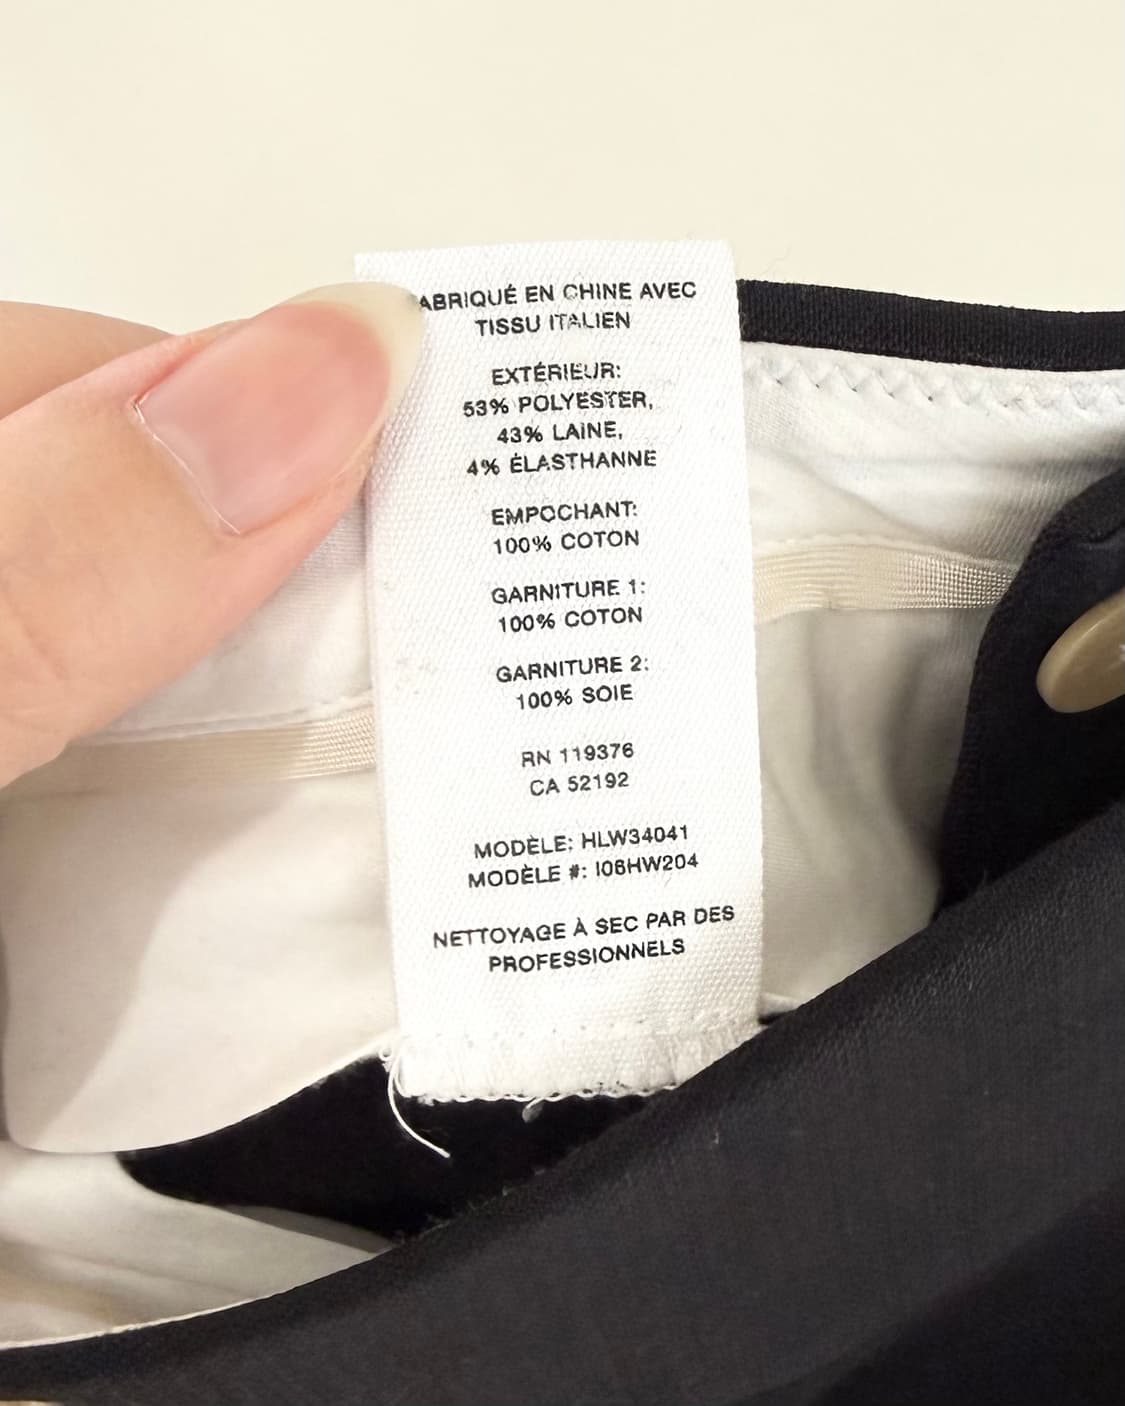 FABRIQUÉ EN CHINE AVEC
TISSU ITALIEN
EXTÉRIEUR:
53% POLYESTER,
43% LAINE,
4% ÉLASTHANNE
EMPOCHANT:
100% COTON
GARNITURE 1:
100% COTON
GARNITURE 2:
100% SOIE
RN 119376
CA 52192
MODÈLE: HLW34041
MODÈLE #: I06HW204
NETTOYAGE À SEC PAR DES
PROFESSIONNELS